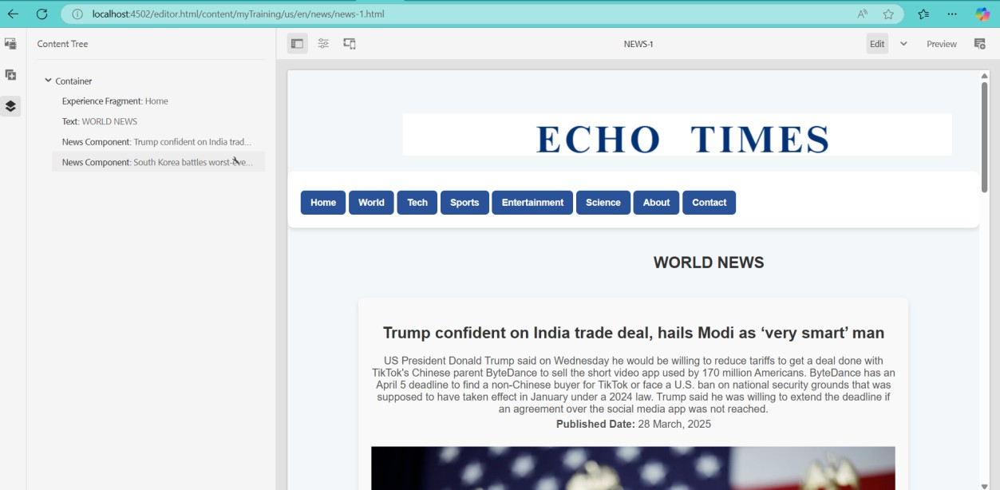 localhost:4502/editor.html/content/myTraining/us/en/news/news-1.html
Content Tree
NEWS-1
Edit
Preview
Container
Experience Fragment: Home
Text: WORLD NEWS
News Component: Trump confident on India trad...
News Component: South Korea battles worst-eve...
ECHO TIMES
Home World Tech Sports Entertainment Science About Contact
WORLD NEWS
Trump confident on India trade deal, hails Modi as ‘very smart’ man
US President Donald Trump said on Wednesday he would be willing to reduce tariffs to get a deal done with
TikTok's Chinese parent ByteDance to sell the short video app used by 170 million Americans. ByteDance has an
April 5 deadline to find a non-Chinese buyer for TikTok or face a U.S. ban on national security grounds that was
supposed to have taken effect in January under a 2024 law. Trump said he was willing to extend the deadline if
an agreement over the social media app was not reached.
Published Date: 28 March, 2025